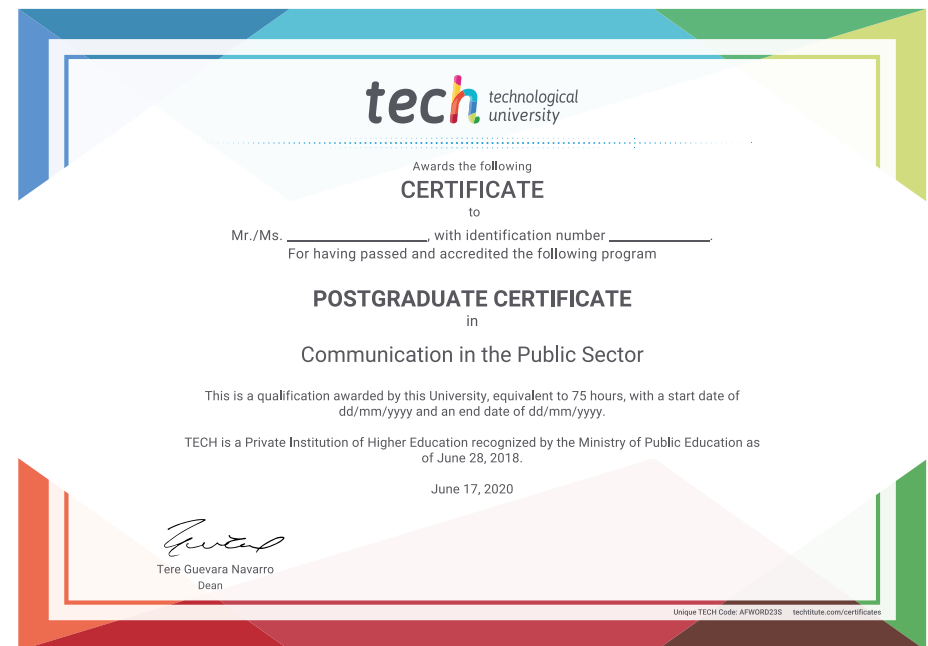 tech technological
university
Awards the following
CERTIFICATE
to
Mr./Ms. ____________________, with identification number ______________.
For having passed and accredited the following program
POSTGRADUATE CERTIFICATE
in
Communication in the Public Sector
This is a qualification awarded by this University, equivalent to 75 hours, with a start date of
dd/mm/yyyy and an end date of dd/mm/yyyy.
TECH is a Private Institution of Higher Education recognized by the Ministry of Public Education as
of June 28, 2018.
June 17, 2020
Tere Guevara Navarro
Dean
Unique TECH Code: AFWORD23S techtitute.com/certificates